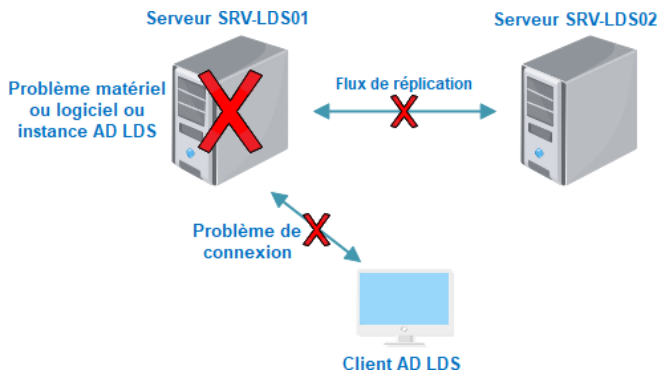 Serveur SRV-LDS01
Serveur SRV-LDS02
Problème matériel
ou logiciel ou
instance AD LDS
Flux de réplication
Problème de
connexion
Client AD LDS